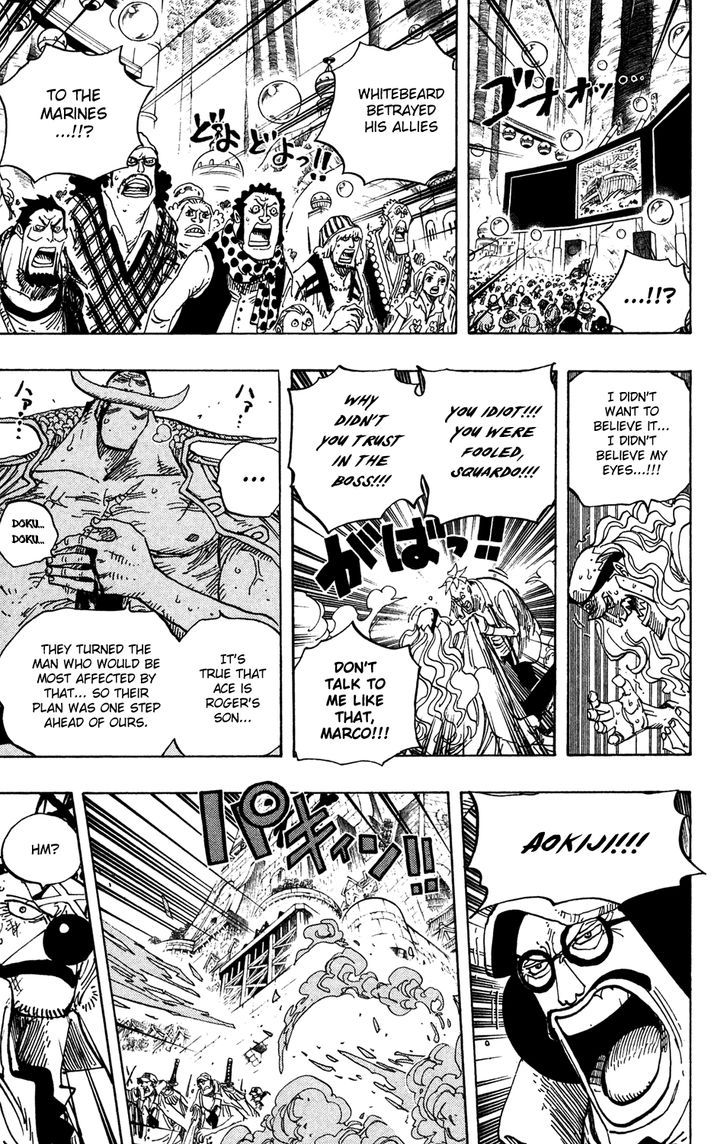 ゴオオオッ…
...!!?
WHITEBEARD
BETRAYED
HIS ALLIES
TO THE
MARINES
...!!?
どよどよっ!!
I DIDN'T
WANT TO
BELIEVE IT...
I DIDN'T
BELIEVE MY
EYES...!!!
YOU IDIOT!!!
YOU WERE
FOOLED,
SQUARDO!!!
WHY
DIDN'T
YOU TRUST
IN THE
BOSS!!!
がばっ!!
DON'T
TALK TO
ME LIKE
THAT,
MARCO!!!
ハァ…
ハァ…
...
DOKU...
DOKU...
IT'S
TRUE THAT
ACE IS
ROGER'S
SON...
THEY TURNED THE
MAN WHO WOULD BE
MOST AFFECTED BY
THAT... SO THEIR
PLAN WAS ONE STEP
AHEAD OF OURS.
AOKIJI!!!
パキィン!!
HM?